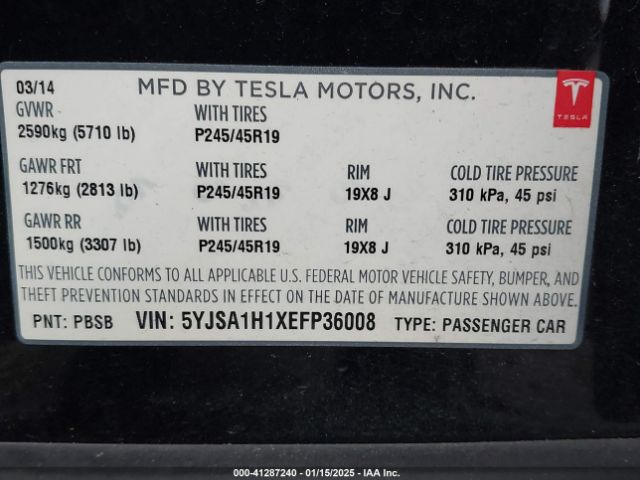 03/14 MFD BY TESLA MOTORS, INC.
TESLA
GVWR WITH TIRES
2590kg (5710 lb) P245/45R19
GAWR FRT WITH TIRES RIM COLD TIRE PRESSURE
1276kg (2813 lb) P245/45R19 19X8 J 310 kPa, 45 psi
GAWR RR WITH TIRES RIM COLD TIRE PRESSURE
1500kg (3307 lb) P245/45R19 19X8 J 310 kPa, 45 psi
THIS VEHICLE CONFORMS TO ALL APPLICABLE U.S. FEDERAL MOTOR VEHICLE SAFETY, BUMPER, AND
THEFT PREVENTION STANDARDS IN EFFECT ON THE DATE OF MANUFACTURE SHOWN ABOVE.
PNT: PBSB VIN: 5YJSA1H1XEFP36008 TYPE: PASSENGER CAR
000-41287240 - 01/15/2025 - IAA Inc.